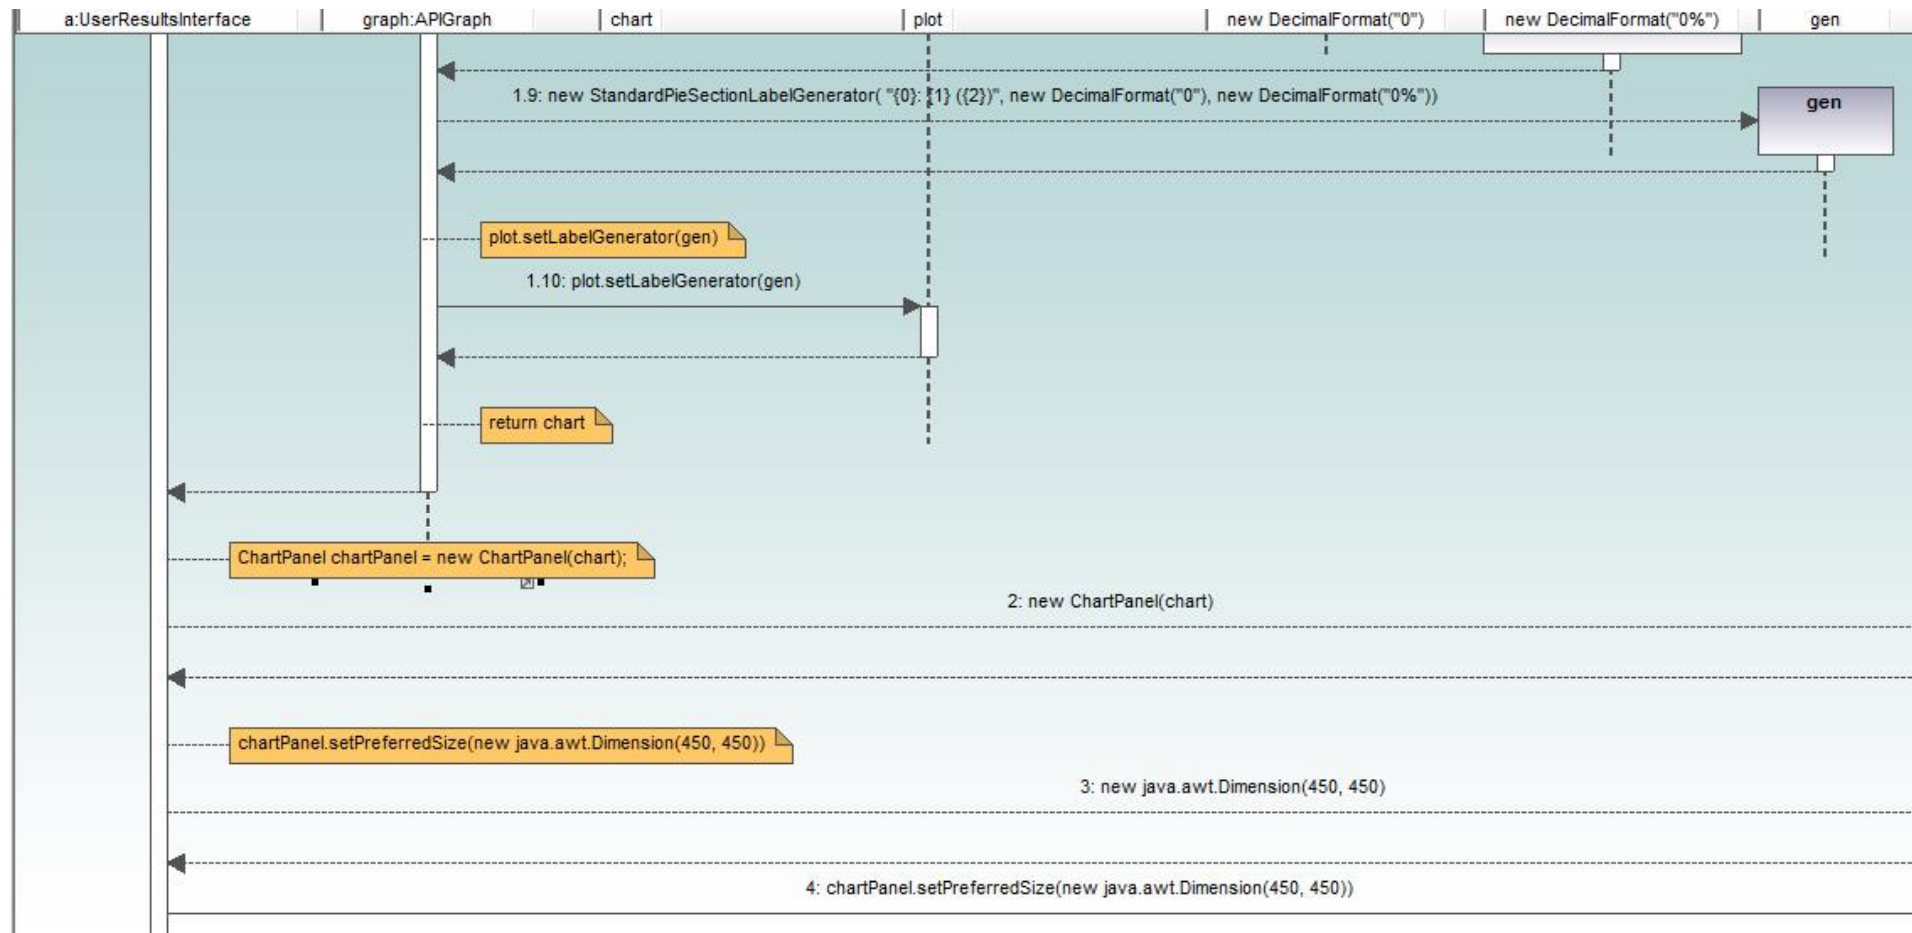 a:UserResultsInterface
graph:APIGraph
chart
plot
new DecimalFormat("0")
new DecimalFormat("0%")
gen
1.9: new StandardPieSectionLabelGenerator( "{0}: {1} ({2})", new DecimalFormat("0"), new DecimalFormat("0%"))
gen
plot.setLabelGenerator(gen)
1.10: plot.setLabelGenerator(gen)
return chart
ChartPanel chartPanel = new ChartPanel(chart);
2: new ChartPanel(chart)
chartPanel.setPreferredSize(new java.awt.Dimension(450, 450))
3: new java.awt.Dimension(450, 450)
4: chartPanel.setPreferredSize(new java.awt.Dimension(450, 450))